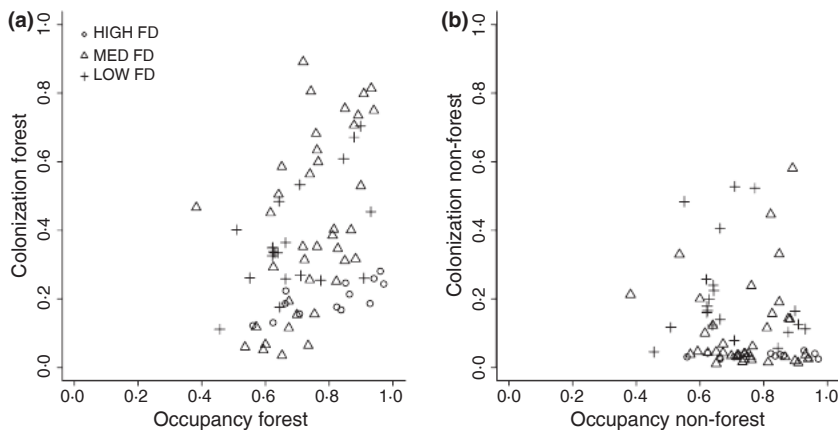 (a)
HIGH FD
MED FD
LOW FD
Colonization forest
0·0 0·2 0·4 0·6 0·8 1·0
0·0 0·2 0·4 0·6 0·8 1·0
Occupancy forest
(b)
Colonization non-forest
0·0 0·2 0·4 0·6 0·8 1·0
0·0 0·2 0·4 0·6 0·8 1·0
Occupancy non-forest